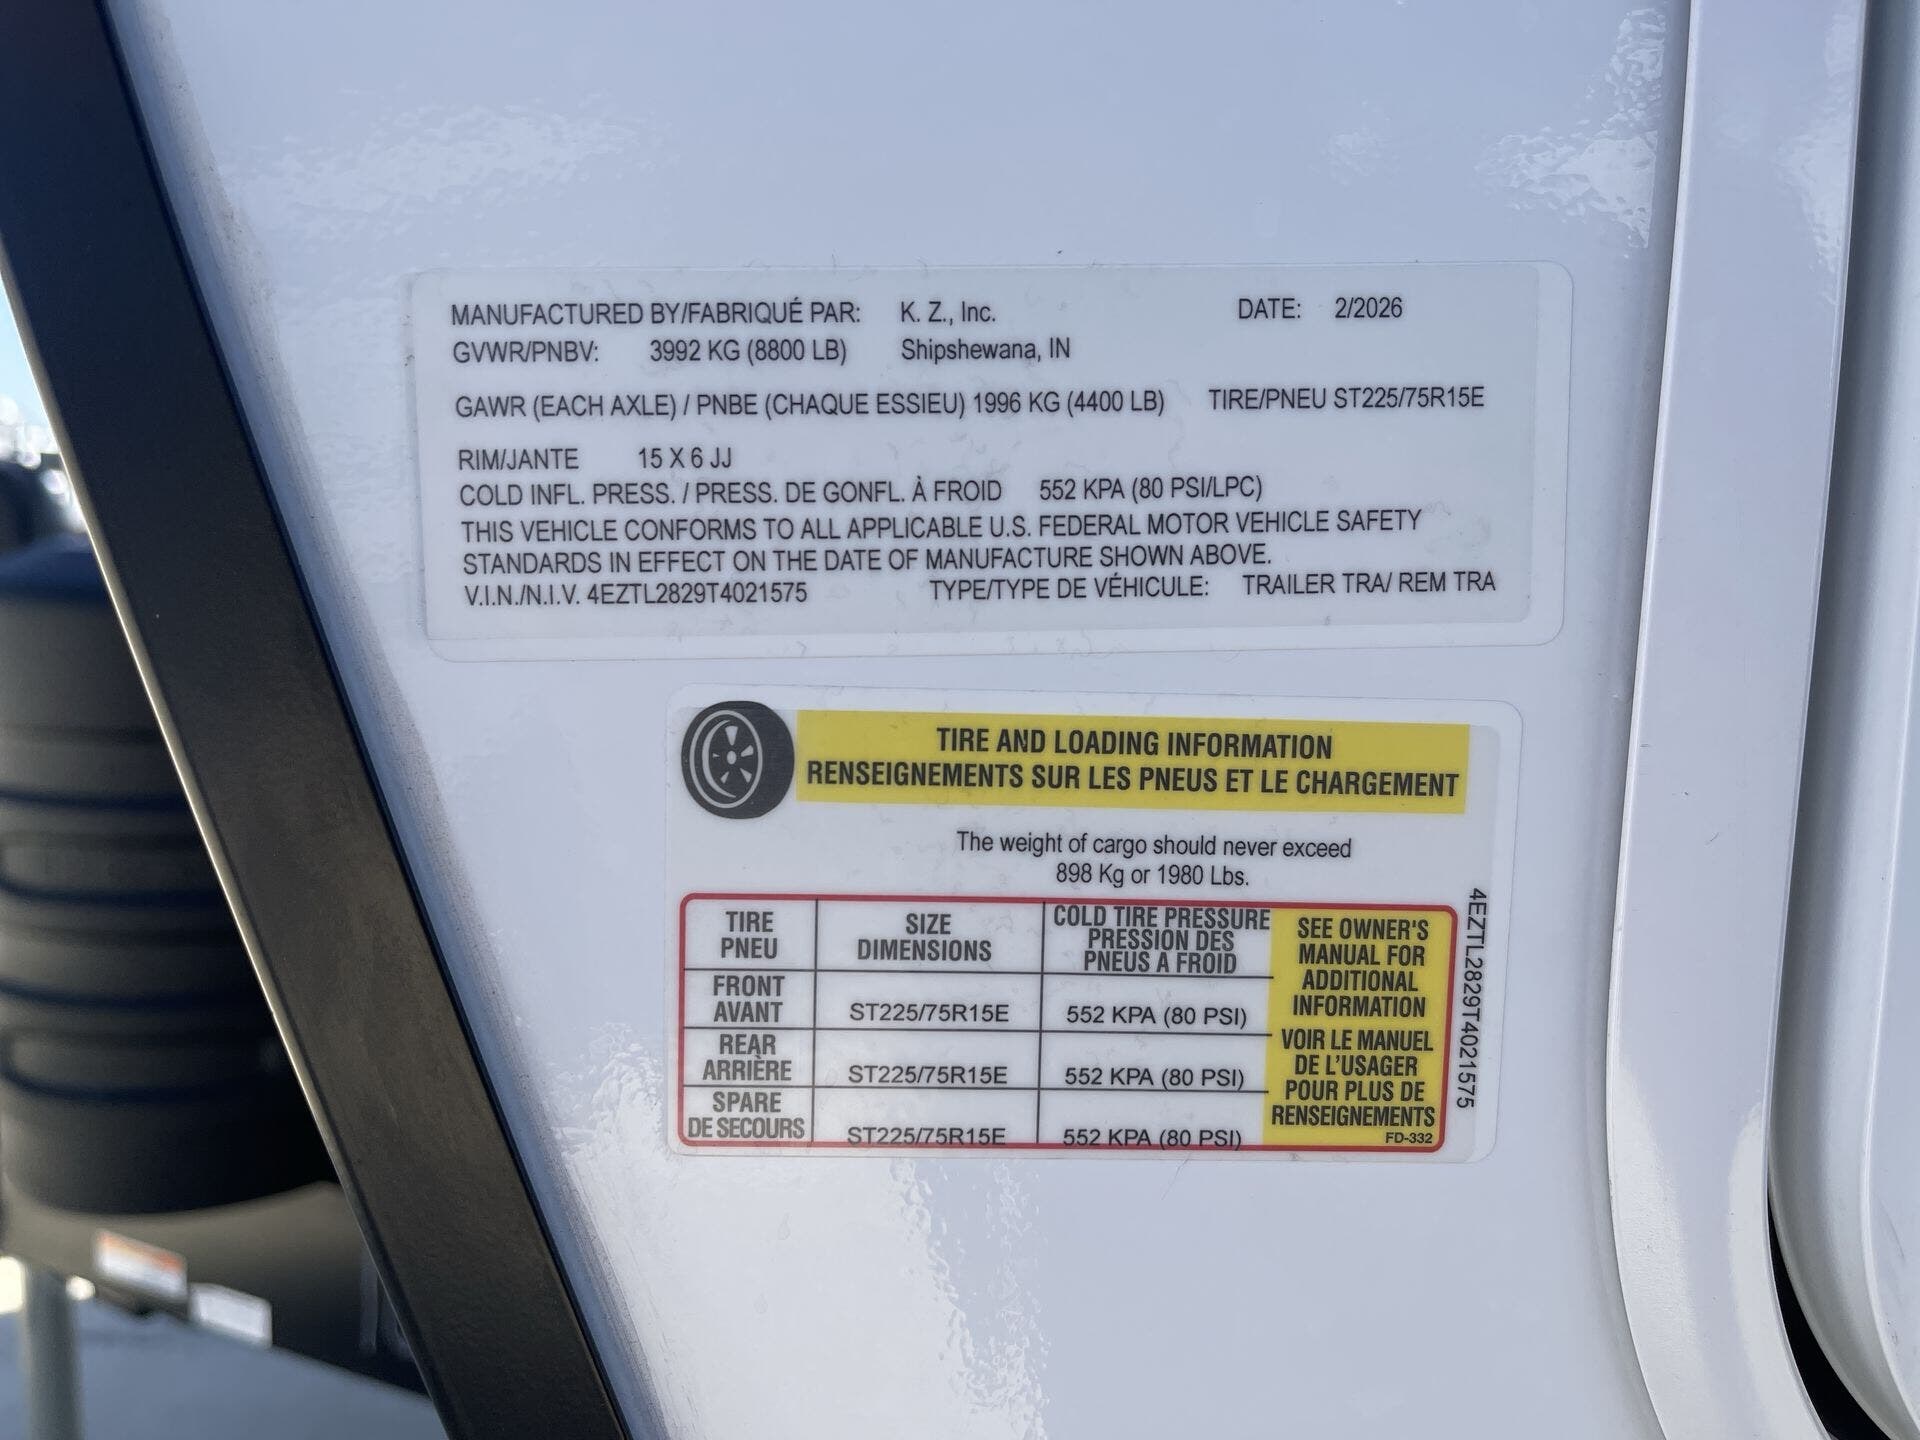 MANUFACTURED BY/FABRIQUÉ PAR: K. Z., Inc. DATE: 2/2026
GVWR/PNBV: 3992 KG (8800 LB) Shipshewana, IN
GAWR (EACH AXLE) / PNBE (CHAQUE ESSIEU) 1996 KG (4400 LB) TIRE/PNEU ST225/75R15E
RIM/JANTE 15 X 6 JJ
COLD INFL. PRESS. / PRESS. DE GONFL. À FROID 552 KPA (80 PSI/LPC)
THIS VEHICLE CONFORMS TO ALL APPLICABLE U.S. FEDERAL MOTOR VEHICLE SAFETY
STANDARDS IN EFFECT ON THE DATE OF MANUFACTURE SHOWN ABOVE.
V.I.N./N.I.V. 4EZTL2829T4021575 TYPE/TYPE DE VÉHICULE: TRAILER TRA/ REM TRA
TIRE AND LOADING INFORMATION
RENSEIGNEMENTS SUR LES PNEUS ET LE CHARGEMENT
The weight of cargo should never exceed
898 Kg or 1980 Lbs.
TIRE
PNEU
SIZE
DIMENSIONS
COLD TIRE PRESSURE
PRESSION DES
PNEUS A FROID
FRONT
AVANT
ST225/75R15E
552 KPA (80 PSI)
REAR
ARRIÈRE
ST225/75R15E
552 KPA (80 PSI)
SPARE
DE SECOURS
ST225/75R15E
552 KPA (80 PSI)
SEE OWNER'S
MANUAL FOR
ADDITIONAL
INFORMATION
VOIR LE MANUEL
DE L'USAGER
POUR PLUS DE
RENSEIGNEMENTS
FD-332
4EZTL2829T4021575